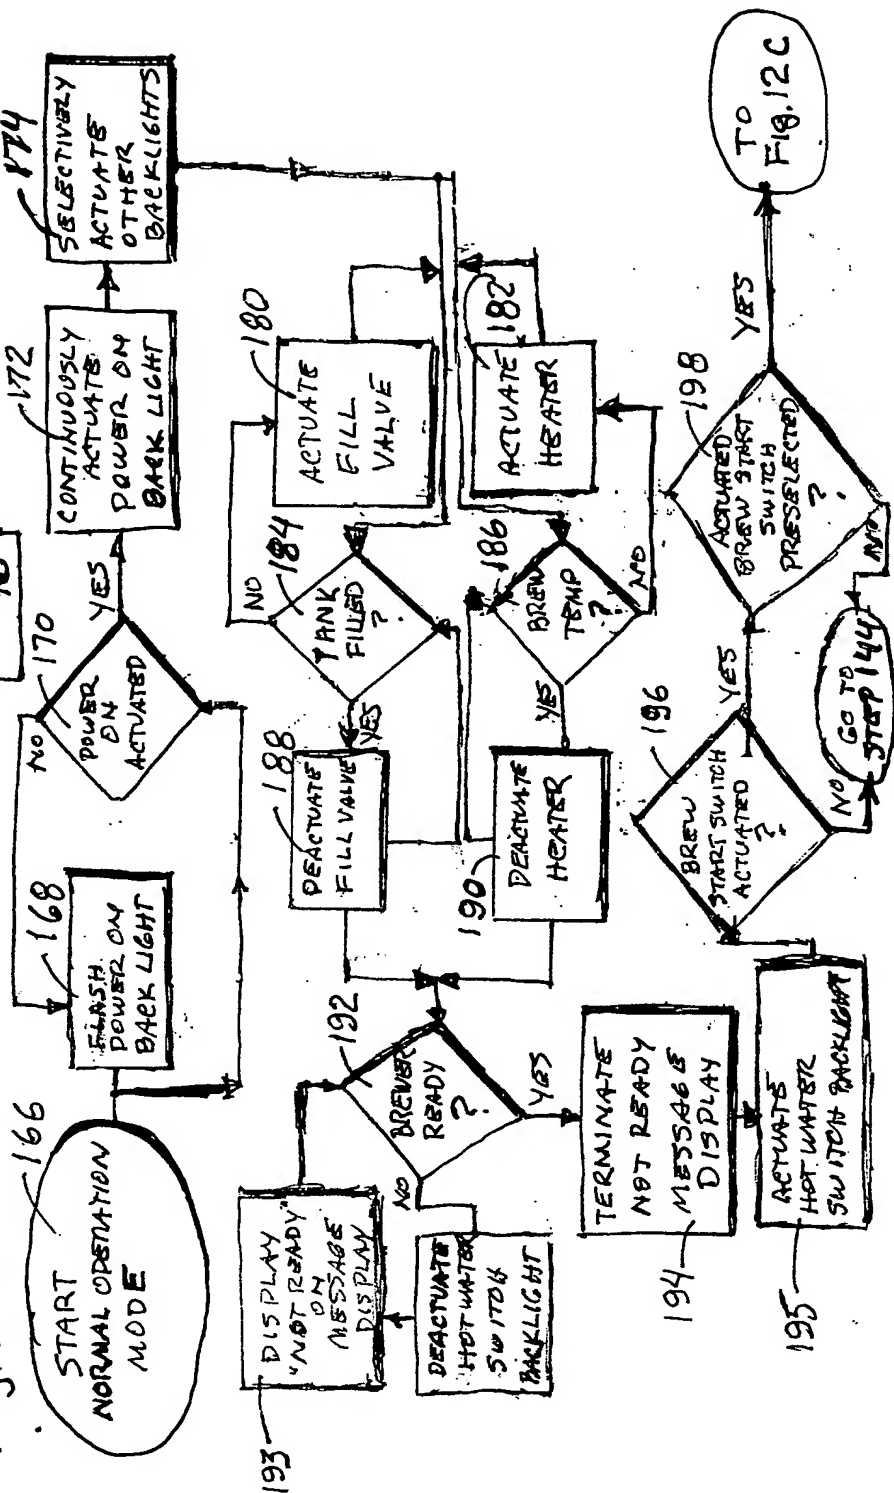 166
START
NORMAL OPERATION
MODE
168
FLASH
POWER ON
BACK LIGHT
NO
170
POWER
ON
ACTUATED
YES
172
CONTINUOUSLY
ACTUATE
POWER ON
BACK LIGHT
174
SELECTIVELY
ACTUATE
OTHER
BACKLIGHTS
193
DISPLAY
"NOT READY"
ON
MESSAGE
DISPLAY
192
BREWER
READY
?
NO
YES
DEACTUATE
HOT WATER
SWITCH
BACKLIGHT
188
DEACTUATE
FILL VALVE
YES
184
TANK
FILLED
?
NO
180
ACTUATE
FILL
VALVE
190
DEACTUATE
HEATER
YES
186
BREW
TEMP
?
NO
182
ACTUATE
HEATER
194
TERMINATE
NOT READY
MESSAGE
DISPLAY
195
ACTUATE
HOT WATER
SWITCH BACKLIGHT
196
BREW
START SWITCH
ACTUATED
?
YES
NO
GO TO
STEP 144
198
ACTUATED
BREW START
SWITCH
PRESELECTED
?
NO
YES
TO
Fig. 12C